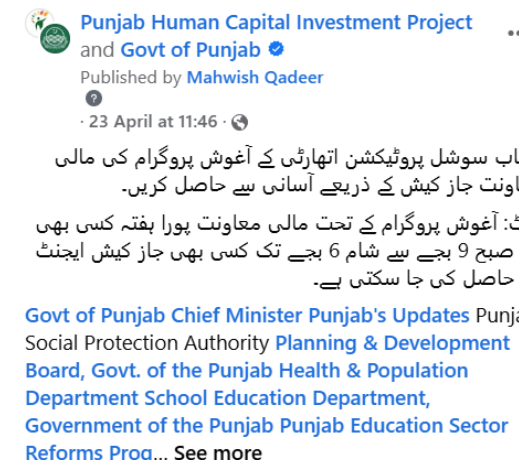 Punjab Human Capital Investment Project
and Govt of Punjab
Published by Mahwish Qadeer
· 23 April at 11:46 ·
سوشل پروٹیکشن اتھارٹی کے آغوش پروگرام کی مالی
جاز کیش کے ذریعے آسانی سے حاصل کریں۔
آغوش پروگرام کے تحت مالی معاونت پورا ہفتہ کسی بھی
صبح 9 بجے سے شام 6 بجے تک کسی بھی جاز کیش ایجنٹ
حاصل کی جا سکتی ہے۔
Govt of Punjab Chief Minister Punjab's Updates
Social Protection Authority Planning & Development
Board, Govt. of the Punjab Health & Population
Department School Education Department,
Government of the Punjab Punjab Education Sector
Reforms Prog... See more